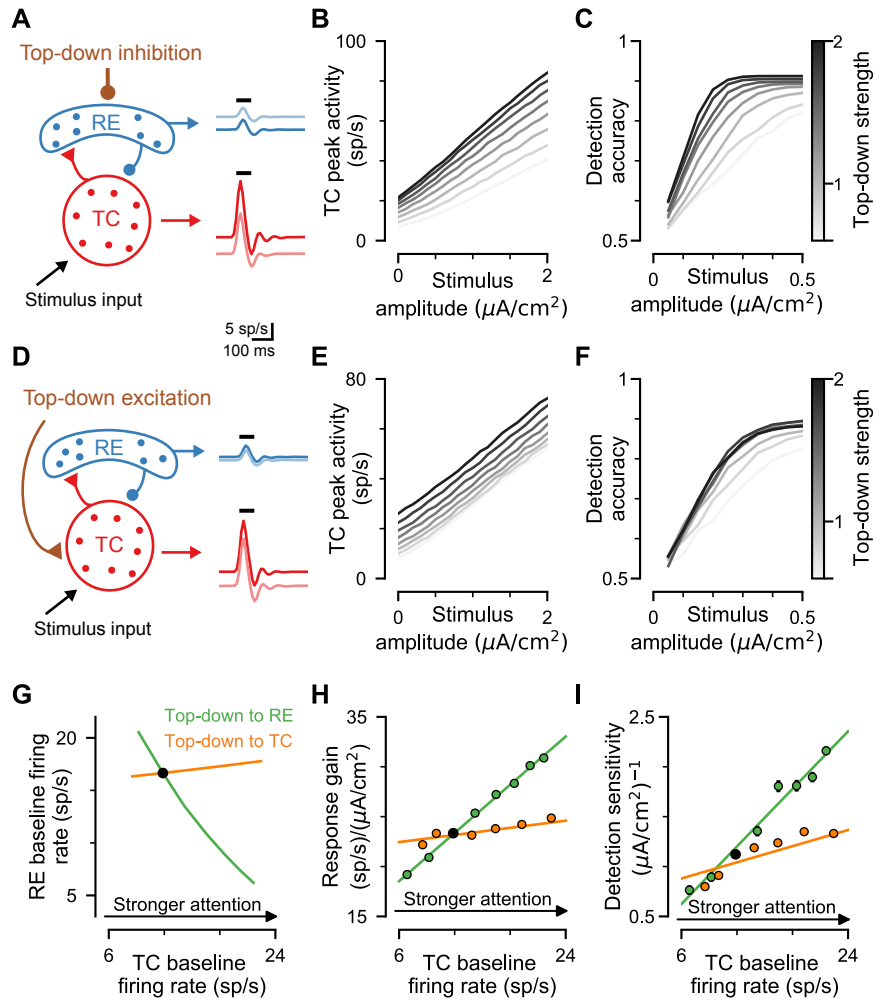 A
Top-down inhibition
RE
TC
Stimulus input
5 sp/s
100 ms
B
100
0
TC peak activity
(sp/s)
0
2
Stimulus
amplitude (μA/cm²)
C
1
0.5
Detection
accuracy
0
0.5
Stimulus
amplitude (μA/cm²)
2
1
Top-down strength
D
Top-down excitation
RE
TC
Stimulus input
E
80
0
TC peak activity
(sp/s)
0
2
Stimulus
amplitude (μA/cm²)
F
1
0.5
Detection
accuracy
0
0.5
Stimulus
amplitude (μA/cm²)
2
1
Top-down strength
G
Top-down to RE
Top-down to TC
20
5
RE baseline firing
rate (sp/s)
Stronger attention
6
24
TC baseline
firing rate (sp/s)
H
35
15
Response gain
(sp/s)/(μA/cm²)
Stronger attention
6
24
TC baseline
firing rate (sp/s)
I
2.5
0.5
Detection sensitivity
(μA/cm²)⁻¹
Stronger attention
6
24
TC baseline
firing rate (sp/s)